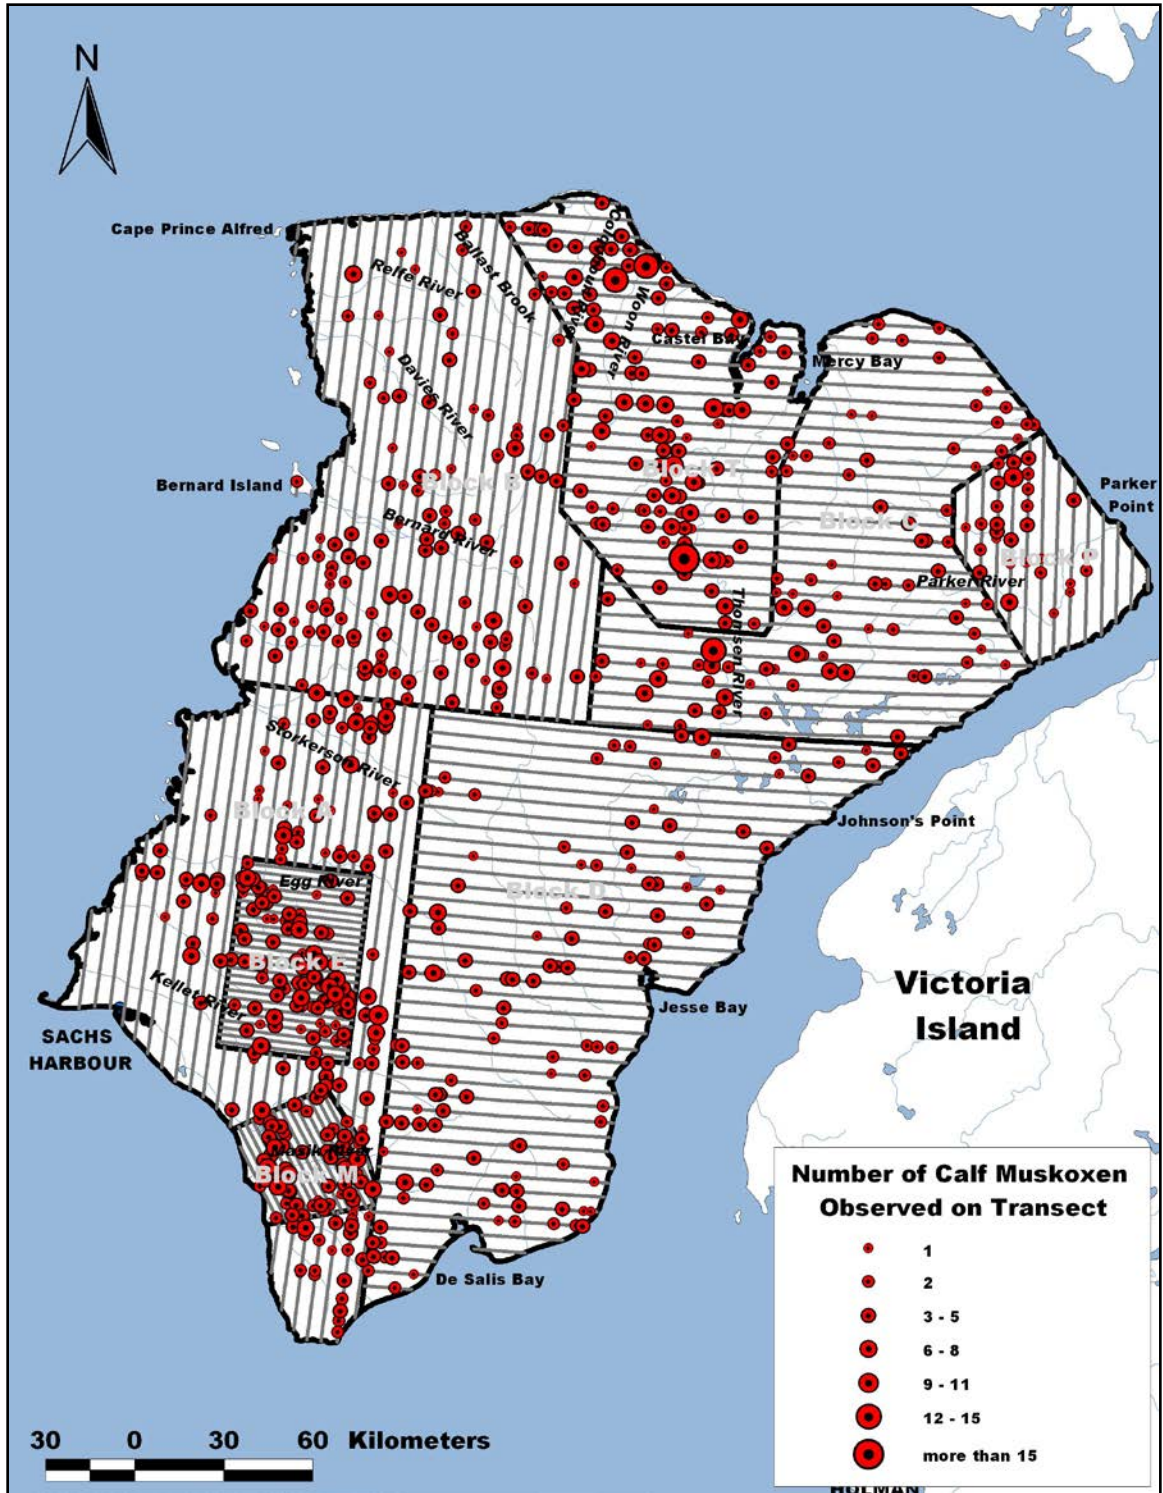 N
Cape Prince Alfred
Relfe River
Ballast Brook
Woon River
Castel Bay
Mercy Bay
Davies River
Block B
Block T
Bernard Island
Bernard River
Block C
Parker
Point
Block P
Parker River
Thomsen River
Storkerson River
Block A
Johnson's Point
Egg River
Block D
Block E
Kellet River
Victoria
Island
Jesse Bay
SACHS
HARBOUR
Masik River
Block M
De Salis Bay
Number of Calf Muskoxen
Observed on Transect
1
2
3 - 5
6 - 8
9 - 11
12 - 15
more than 15
30 0 30 60 Kilometers